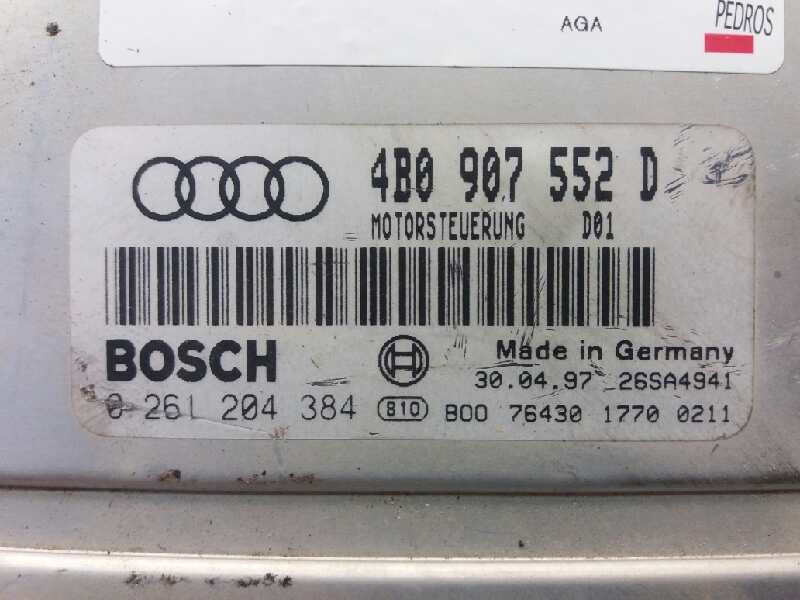 AGA
PEDROS
4B0 907 552 D
MOTORSTEUERUNG D01
BOSCH
Made in Germany
30.04.97 26SA4941
0 261 204 384 810 B00 76430 1770 0211